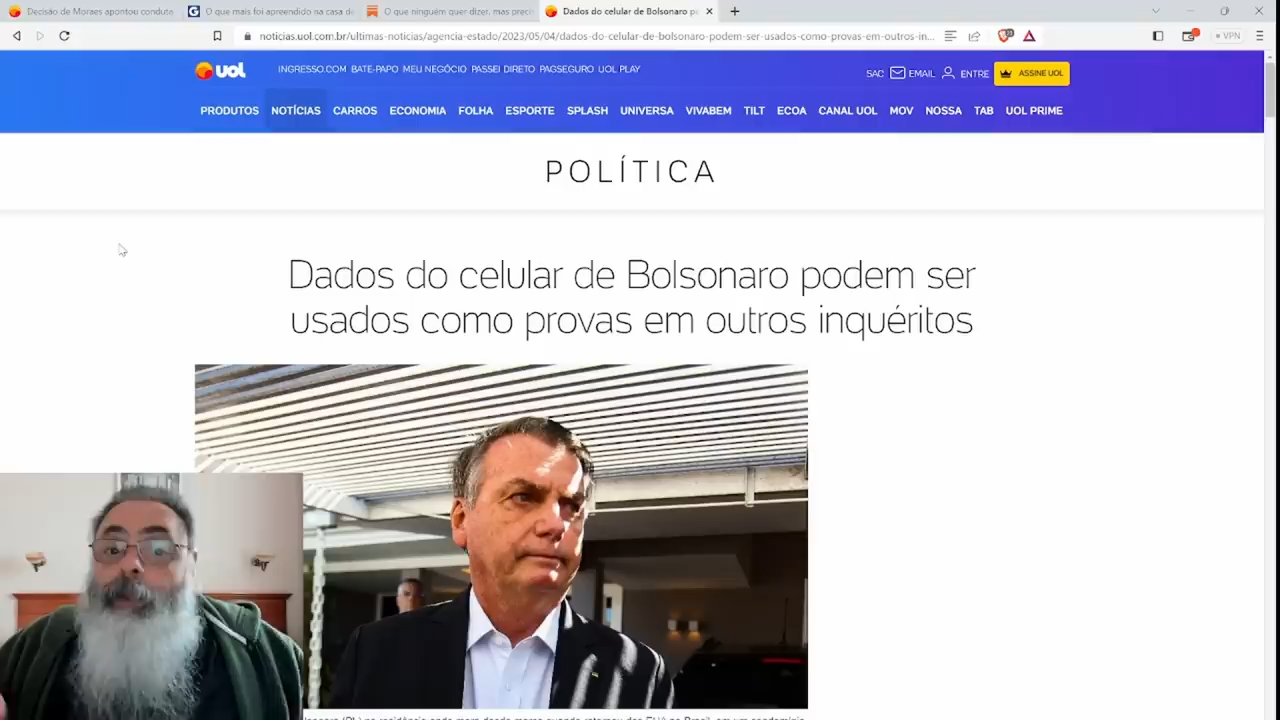 Decisão de Moraes apontou conduta
O que mais foi apreendido na casa de
O que ninguém quer dizer, mas precis
Dados do celular de Bolsonaro po
noticias.uol.com.br/ultimas-noticias/agencia-estado/2023/05/04/dados-do-celular-de-bolsonaro-podem-ser-usados-como-provas-em-outros-in...
VPN
UOL
INGRESSO.COM BATE-PAPO MEU NEGÓCIO PASSEI DIRETO PAGSEGURO UOL PLAY
SAC EMAIL ENTRE ASSINE UOL
PRODUTOS NOTÍCIAS CARROS ECONOMIA FOLHA ESPORTE SPLASH UNIVERSA VIVABEM TILT ECOA CANAL UOL MOV NOSSA TAB UOL PRIME
POLÍTICA
Dados do celular de Bolsonaro podem ser
usados como provas em outros inquéritos